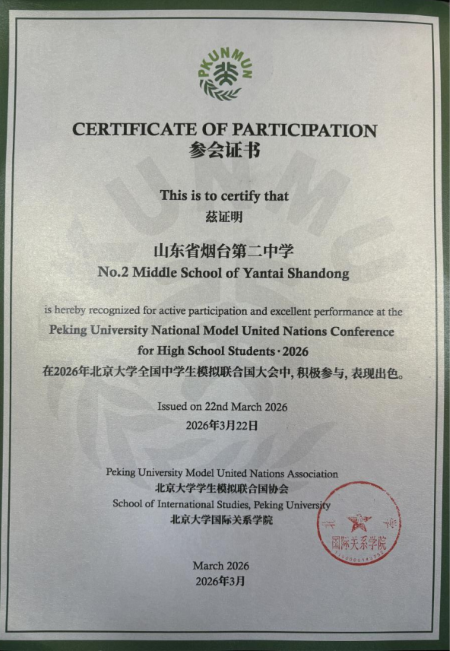 PKUNMUN
CERTIFICATE OF PARTICIPATION
参会证书
This is to certify that
兹证明
山东省烟台第二中学
No.2 Middle School of Yantai Shandong
is hereby recognized for active participation and excellent performance at the
Peking University National Model United Nations Conference
for High School Students·2026
在2026年北京大学全国中学生模拟联合国大会中, 积极参与, 表现出色。
Issued on 22nd March 2026
2026年3月22日
Peking University Model United Nations Association
北京大学学生模拟联合国协会
School of International Studies, Peking University
北京大学国际关系学院
国际关系学院
March 2026
2026年3月